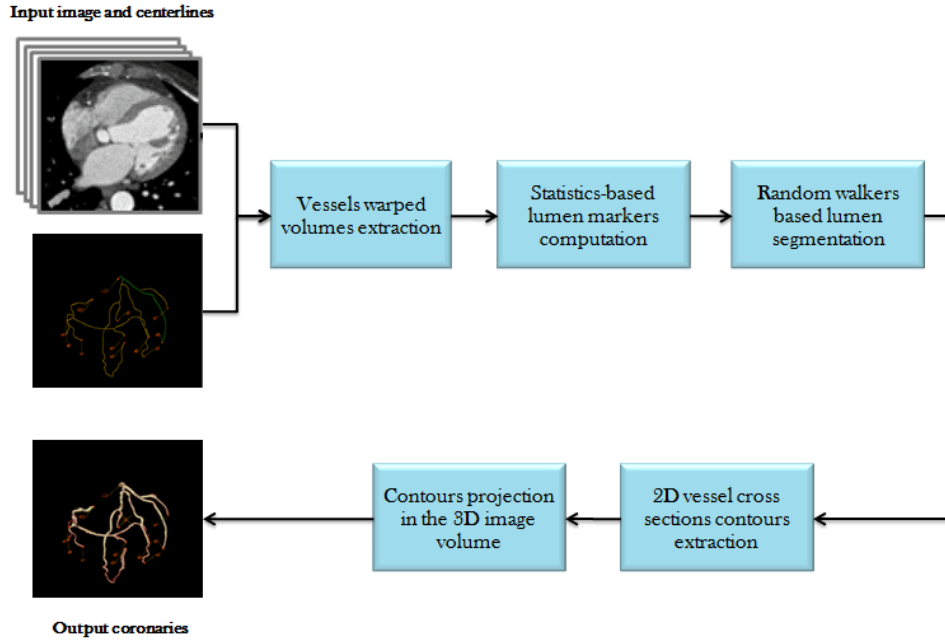 Input image and centerlines
Vessels warped
volumes extraction
Statistics-based
lumen markers
computation
Random walkers
based lumen
segmentation
Contours projection
in the 3D image
volume
2D vessel cross
sections contours
extraction
Output coronaries